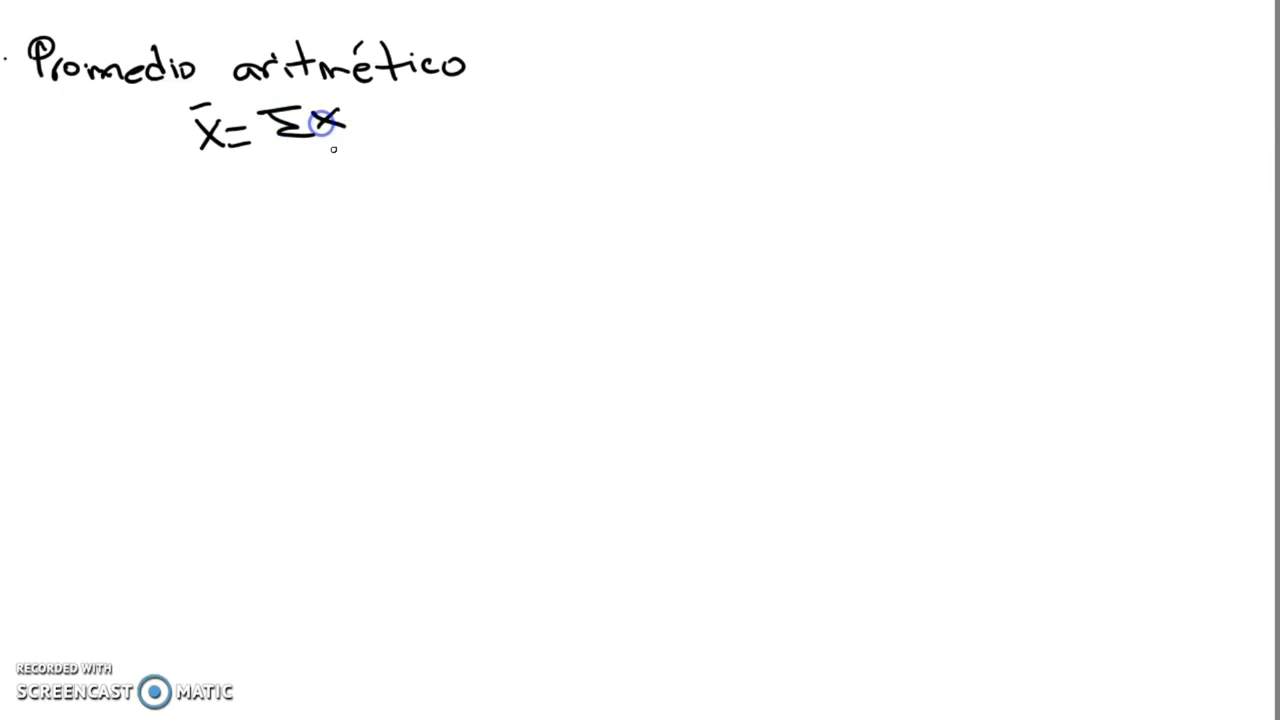 Promedio aritmético
x̄ = Σx
RECORDED WITH
SCREENCAST MATIC